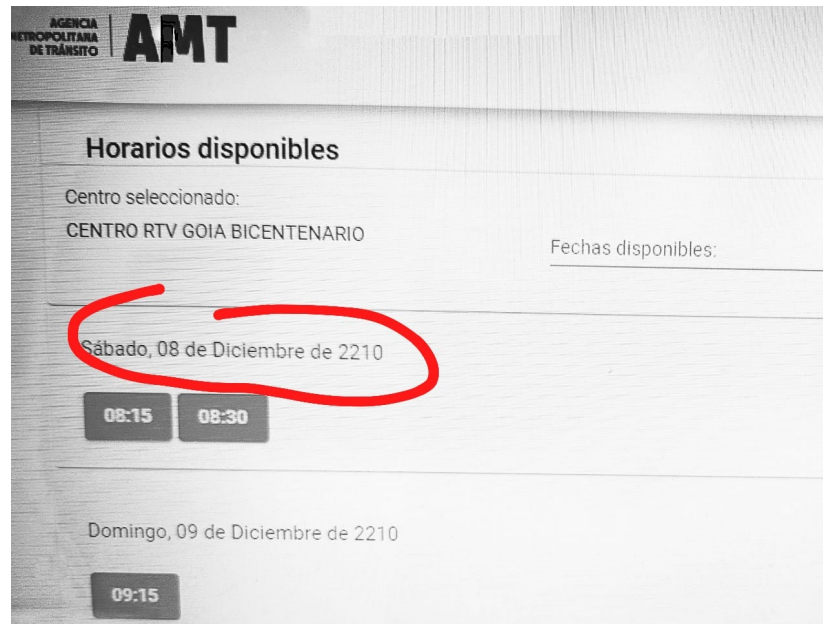 AGENCIA
METROPOLITANA
DE TRÁNSITO
AMT
Horarios disponibles
Centro seleccionado:
CENTRO RTV GOIA BICENTENARIO
Fechas disponibles:
Sábado, 08 de Diciembre de 2210
08:15 08:30
Domingo, 09 de Diciembre de 2210
09:15